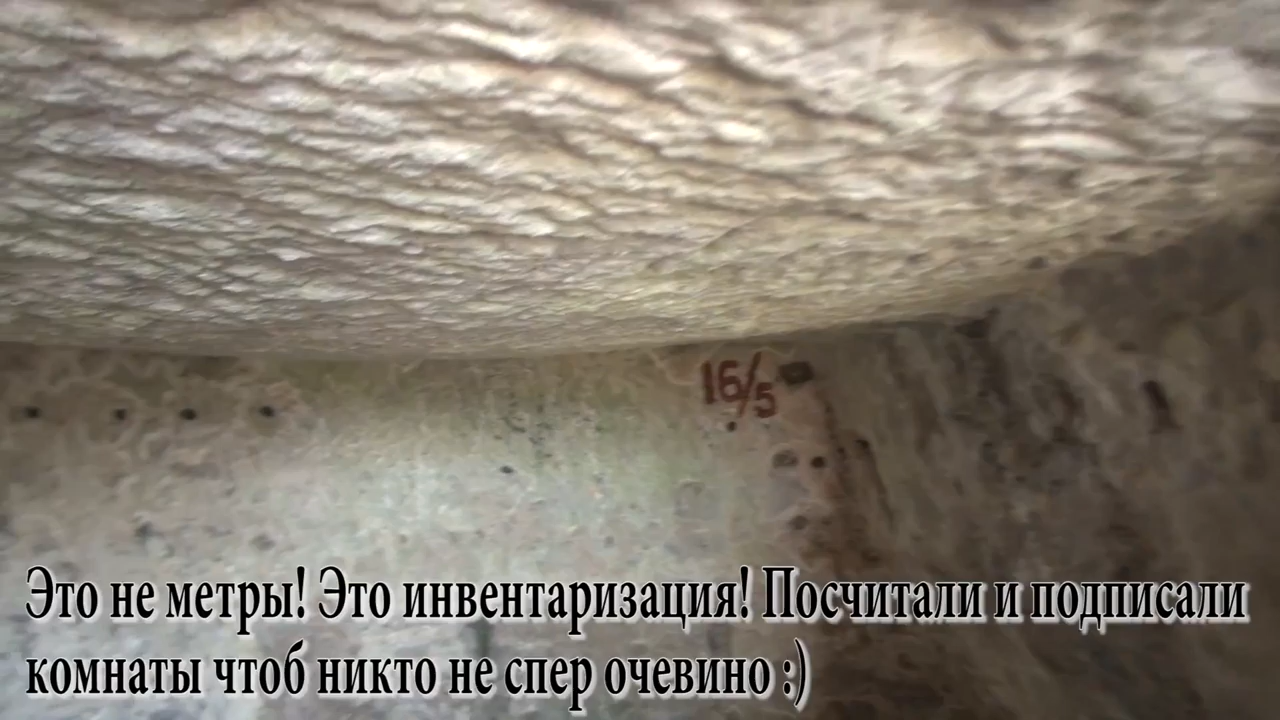 16/5
Это не метры! Это инвентаризация! Посчитали и подписали
комнаты чтоб никто не спер очевино :)